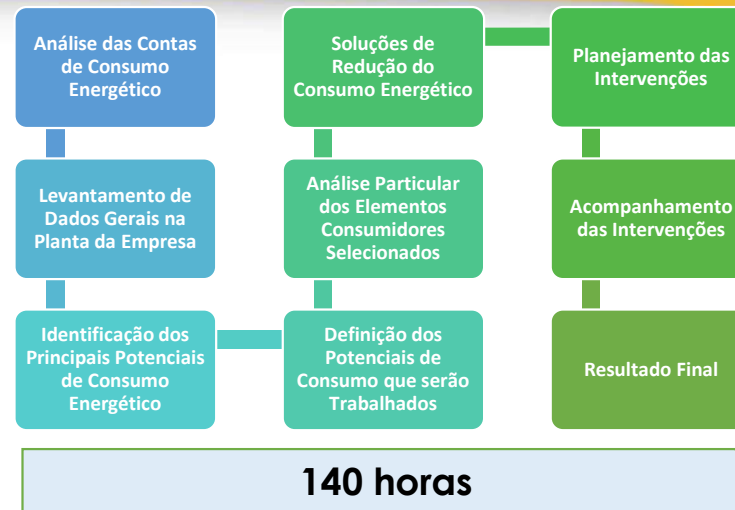 Análise das Contas
de Consumo
Energético
Levantamento de
Dados Gerais na
Planta da Empresa
Identificação dos
Principais Potenciais
de Consumo
Energético
Definição dos
Potenciais de
Consumo que serão
Trabalhados
Análise Particular
dos Elementos
Consumidores
Selecionados
Soluções de
Redução do
Consumo Energético
Planejamento das
Intervenções
Acompanhamento
das Intervenções
Resultado Final
140 horas